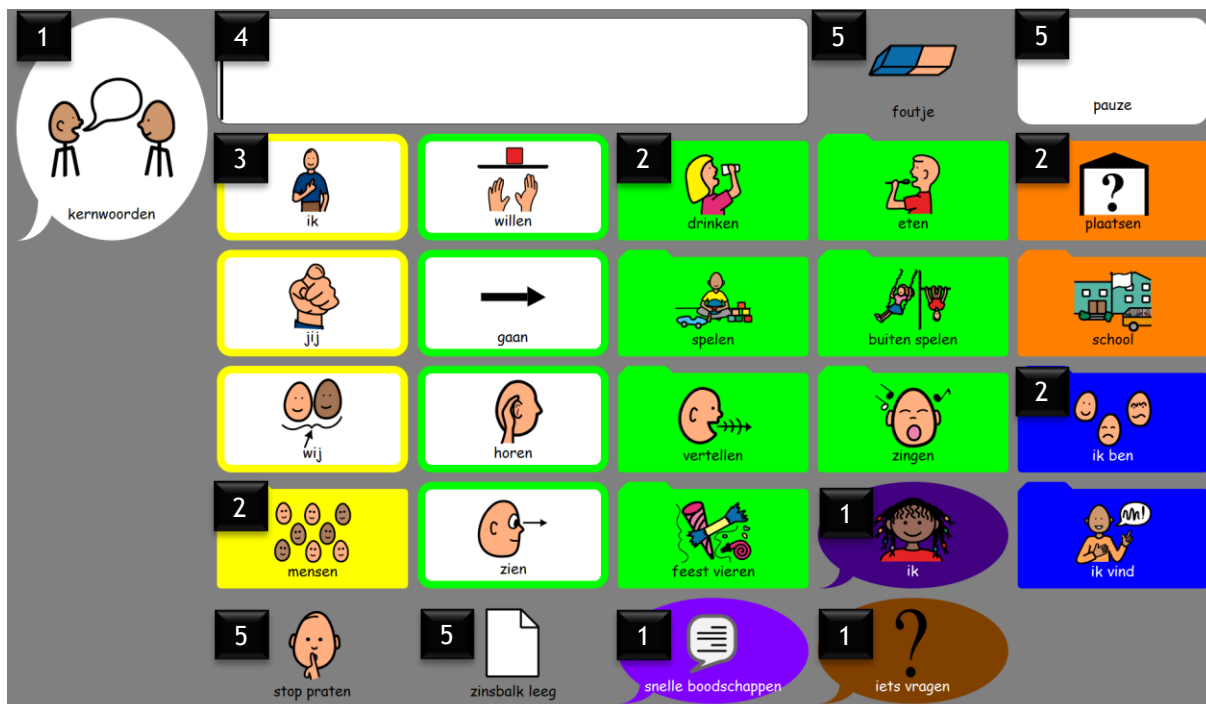 1
4
5
5
foutje
pauze
kernwoorden
3
2
2
ik
willen
drinken
eten
?
plaatsen
jij
gaan
spelen
buiten spelen
school
2
wij
horen
vertellen
zingen
ik ben
2
1
mensen
zien
feest vieren
ik
ik vind
5
5
1
1
?
stop praten
zinsbalk leeg
snelle boodschappen
iets vragen